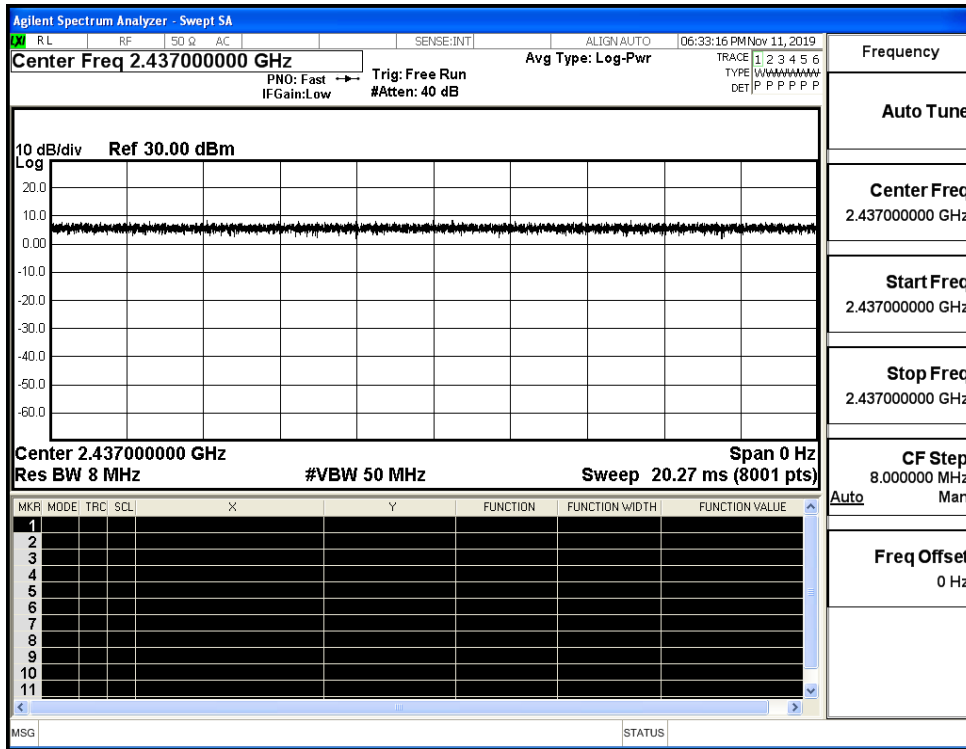 Agilent Spectrum Analyzer - Swept SA
LXI RL RF 50 Ω AC SENSE:INT ALIGN AUTO 06:33:16 PM Nov 11, 2019
Center Freq 2.437000000 GHz
PNO: Fast
IFGain:Low
Trig: Free Run
#Atten: 40 dB
Avg Type: Log-Pwr
TRACE 1 2 3 4 5 6
TYPE
DET P P P P P P
10 dB/div Ref 30.00 dBm
Log
20.0
10.0
0.00
-10.0
-20.0
-30.0
-40.0
-50.0
-60.0
Center 2.437000000 GHz Span 0 Hz
Res BW 8 MHz #VBW 50 MHz Sweep 20.27 ms (8001 pts)
MKR MODE TRC SCL X Y FUNCTION FUNCTION WIDTH FUNCTION VALUE
1
2
3
4
5
6
7
8
9
10
11
MSG STATUS
Frequency
Auto Tune
Center Freq
2.437000000 GHz
Start Freq
2.437000000 GHz
Stop Freq
2.437000000 GHz
CF Step
8.000000 MHz
Auto Man
Freq Offset
0 Hz